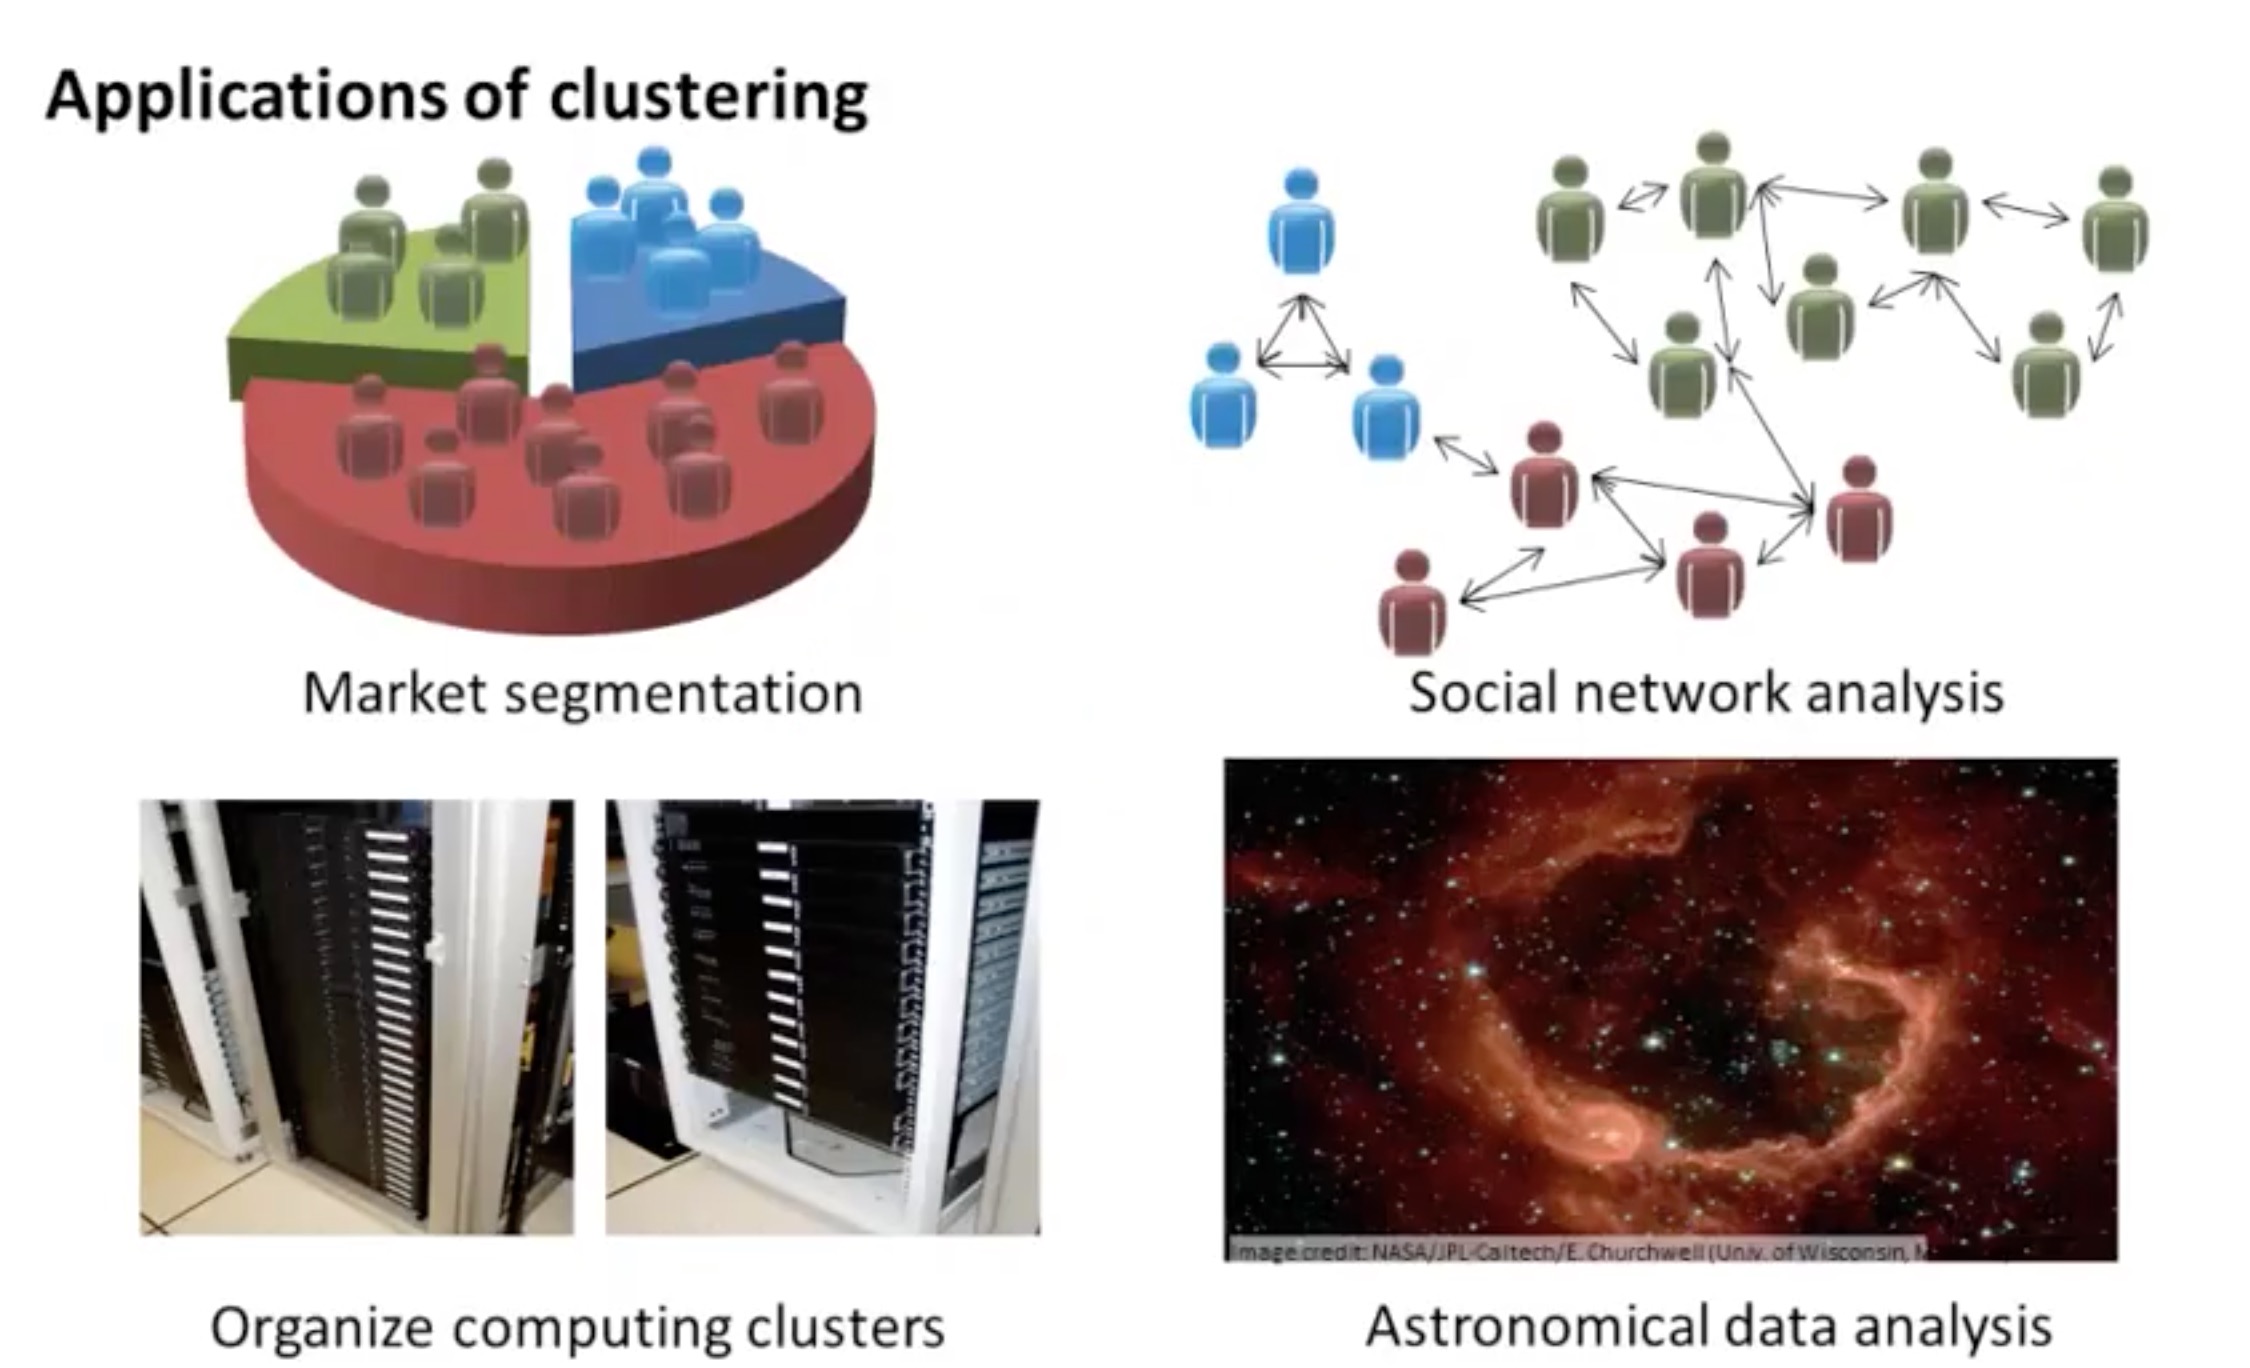 Applications of clustering
Market segmentation
Social network analysis
Image credit: NASA/JPL-Caltech/E. Churchwell (Univ. of Wisconsin,
Organize computing clusters
Astronomical data analysis